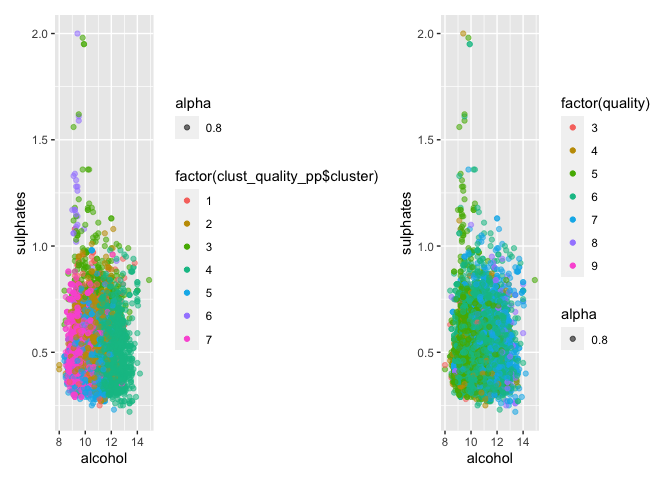 2.0
1.5
1.0
0.5
sulphates
8 10 12 14
alcohol
alpha
0.8
factor(clust_quality_pp$cluster)
1
2
3
4
5
6
7
2.0
1.5
1.0
0.5
sulphates
8 10 12 14
alcohol
factor(quality)
3
4
5
6
7
8
9
alpha
0.8